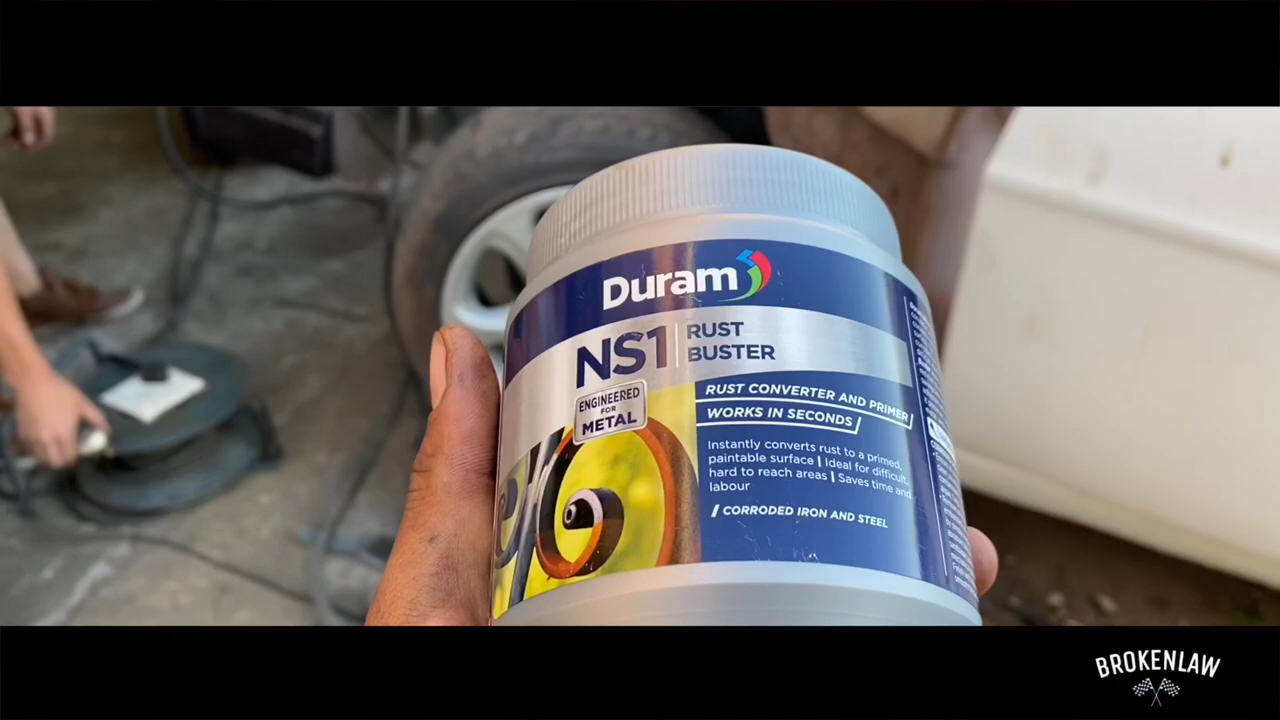 Duram
NS1
RUST
BUSTER
ENGINEERED
FOR
METAL
RUST CONVERTER AND PRIMER
WORKS IN SECONDS
Instantly converts rust to a primed,
paintable surface | Ideal for difficult,
hard to reach areas | Saves time and
labour
CORRODED IRON AND STEEL
BROKENLAW